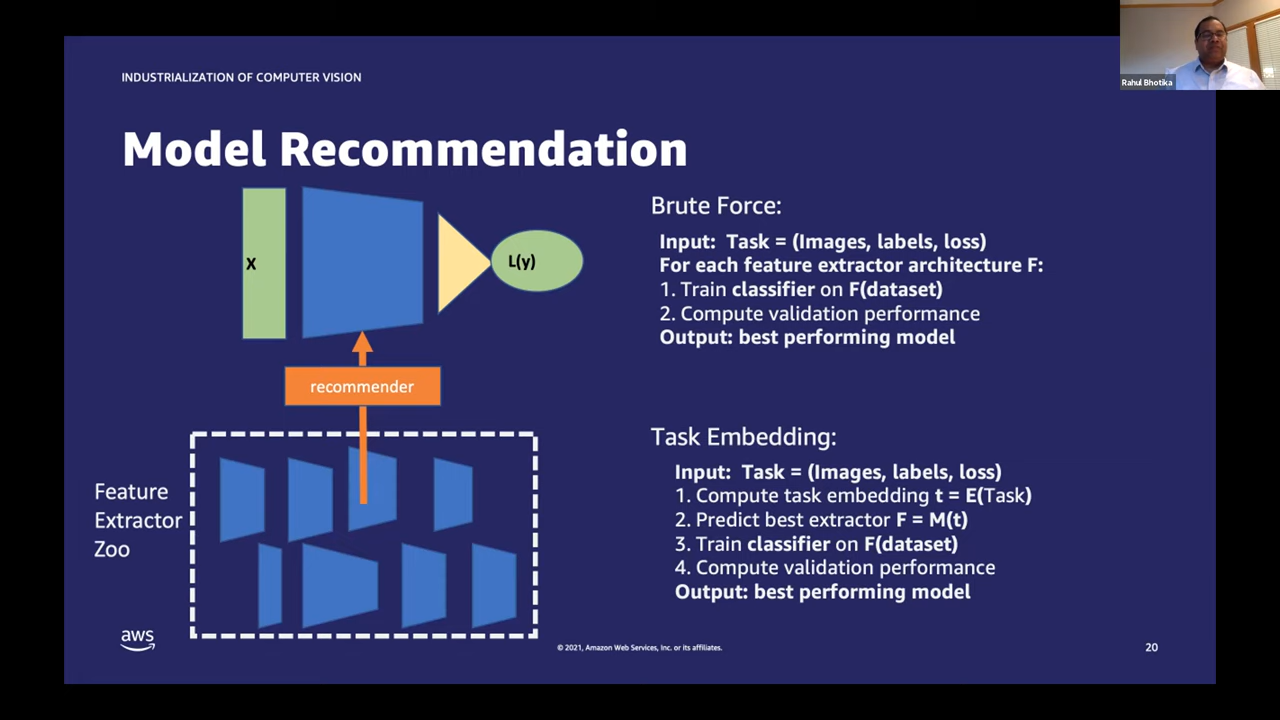 Rahul Bhotika
INDUSTRIALIZATION OF COMPUTER VISION
Model Recommendation
X
L(y)
recommender
Feature
Extractor
Zoo
Brute Force:
Input: Task = (Images, labels, loss)
For each feature extractor architecture F:
1. Train classifier on F(dataset)
2. Compute validation performance
Output: best performing model
Task Embedding:
Input: Task = (Images, labels, loss)
1. Compute task embedding t = E(Task)
2. Predict best extractor F = M(t)
3. Train classifier on F(dataset)
4. Compute validation performance
Output: best performing model
aws
© 2021, Amazon Web Services, Inc. or its affiliates.
20